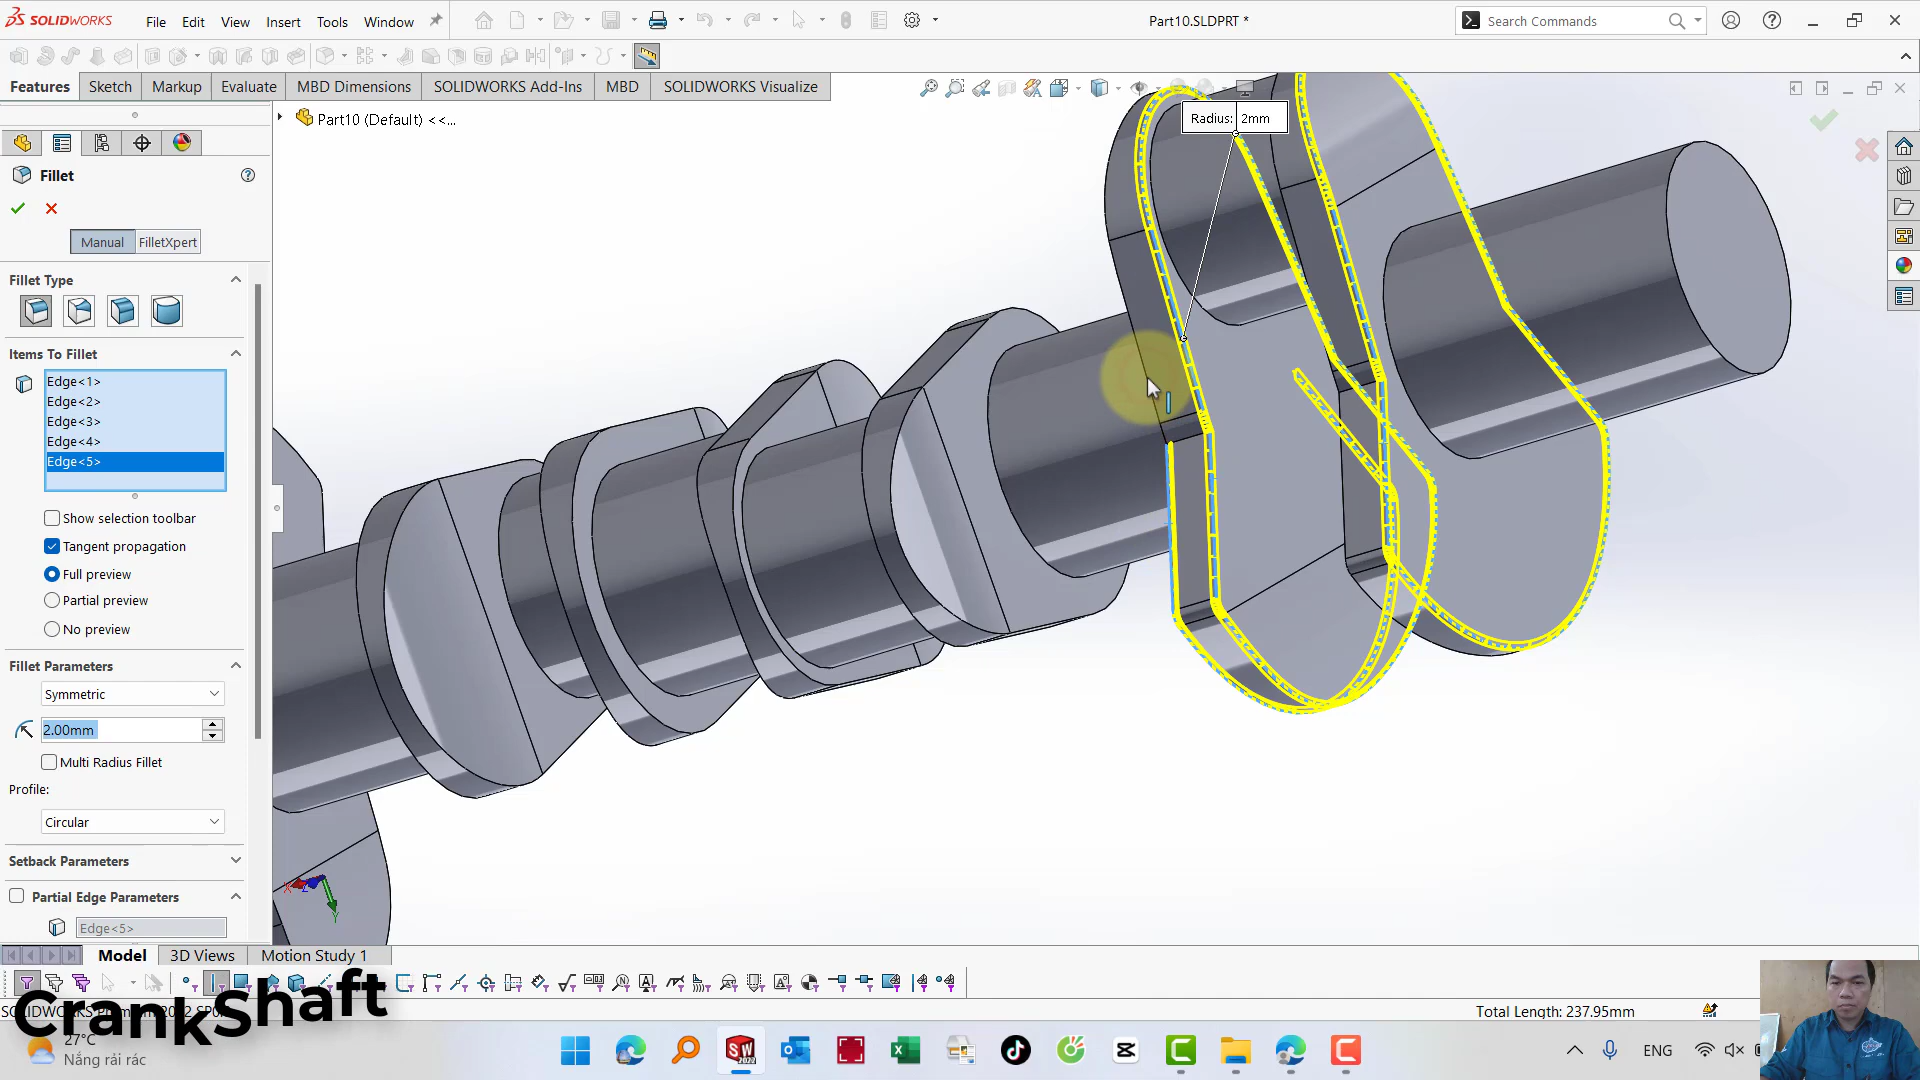 SOLIDWORKS
File
Edit
View
Insert
Tools
Window
Part10.SLDPRT *
Search Commands
Features
Sketch
Markup
Evaluate
MBD Dimensions
SOLIDWORKS Add-Ins
MBD
SOLIDWORKS Visualize
Part10 (Default) <<...
Radius: 2mm
Fillet
Manual
FilletXpert
Fillet Type
Items To Fillet
Edge<1>
Edge<2>
Edge<3>
Edge<4>
Edge<5>
Show selection toolbar
Tangent propagation
Full preview
Partial preview
No preview
Fillet Parameters
Symmetric
2.00mm
Multi Radius Fillet
Profile:
Circular
Setback Parameters
Partial Edge Parameters
Edge<5>
Model
3D Views
Motion Study 1
CrankShaft
Total Length: 237.95mm
27°C
Nắng rải rác
ENG